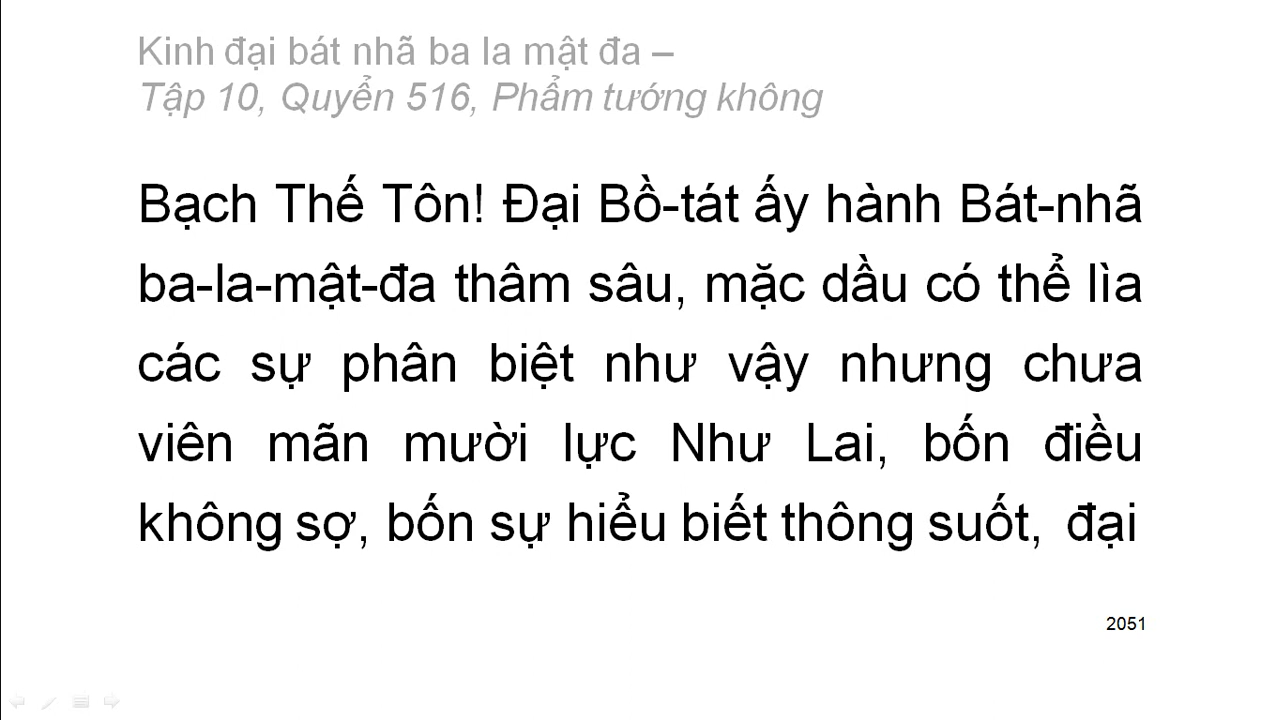 Kinh đại bát nhã ba la mật đa –
Tập 10, Quyển 516, Phẩm tướng không
Bạch Thế Tôn! Đại Bồ-tát ấy hành Bát-nhã
ba-la-mật-đa thâm sâu, mặc dầu có thể lìa
các sự phân biệt như vậy nhưng chưa
viên mãn mười lực Như Lai, bốn điều
không sợ, bốn sự hiểu biết thông suốt, đại
2051